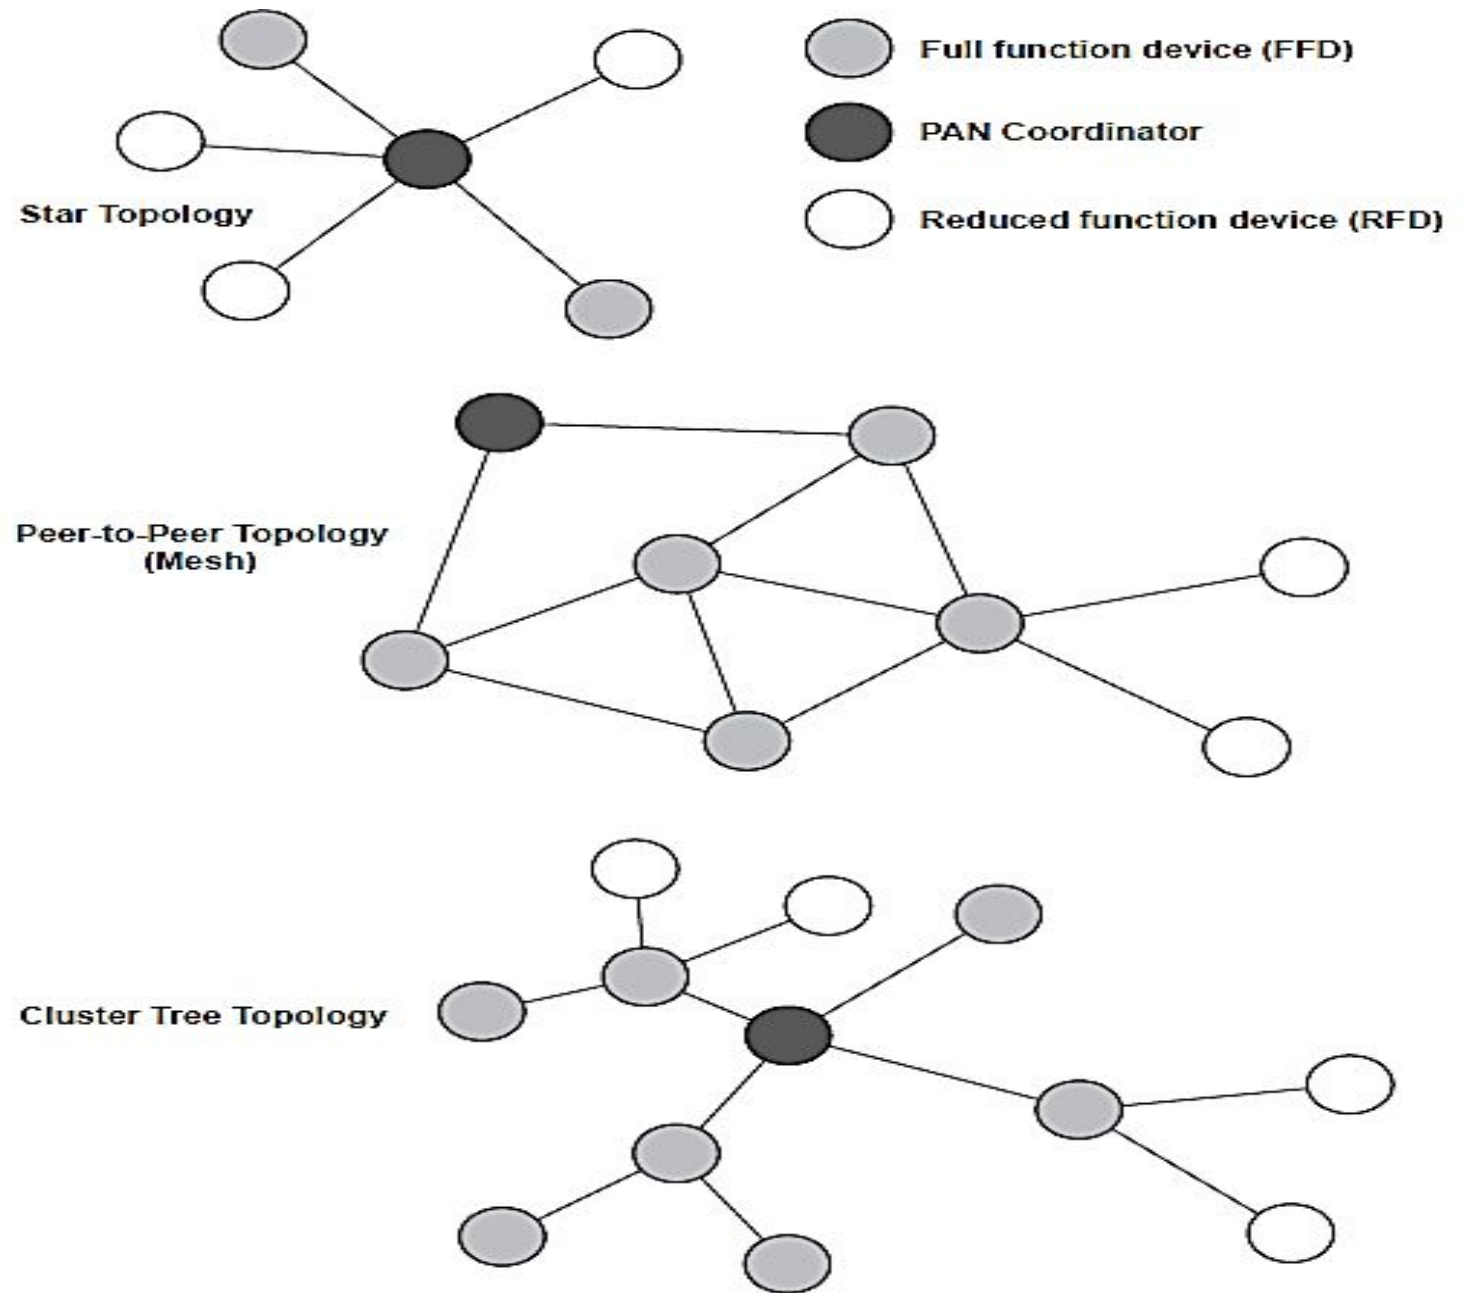 Full function device (FFD)
PAN Coordinator
Star Topology
Reduced function device (RFD)
Peer-to-Peer Topology
(Mesh)
Cluster Tree Topology